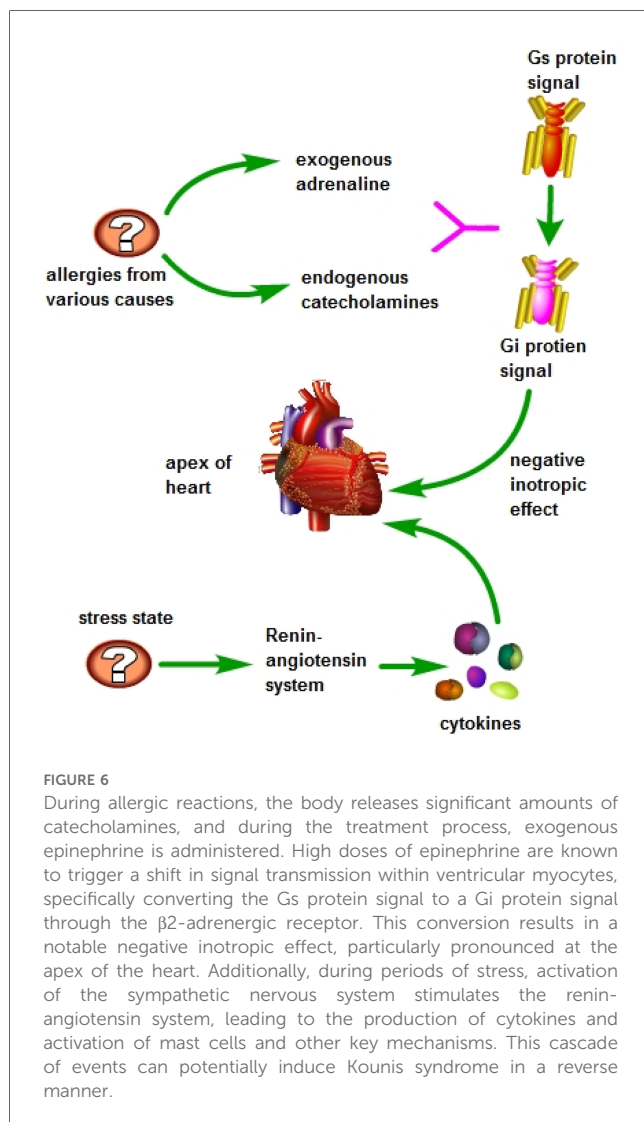 Gs protein
signal
exogenous
adrenaline
?
allergies from
various causes
endogenous
catecholamines
Gi protien
signal
apex of
heart
negative
inotropic
effect
stress state
?
Renin-
angiotensin
system
cytokines
FIGURE 6
During allergic reactions, the body releases significant amounts of
catecholamines, and during the treatment process, exogenous
epinephrine is administered. High doses of epinephrine are known
to trigger a shift in signal transmission within ventricular myocytes,
specifically converting the Gs protein signal to a Gi protein signal
through the β2-adrenergic receptor. This conversion results in a
notable negative inotropic effect, particularly pronounced at the
apex of the heart. Additionally, during periods of stress, activation
of the sympathetic nervous system stimulates the renin-
angiotensin system, leading to the production of cytokines and
activation of mast cells and other key mechanisms. This cascade
of events can potentially induce Kounis syndrome in a reverse
manner.